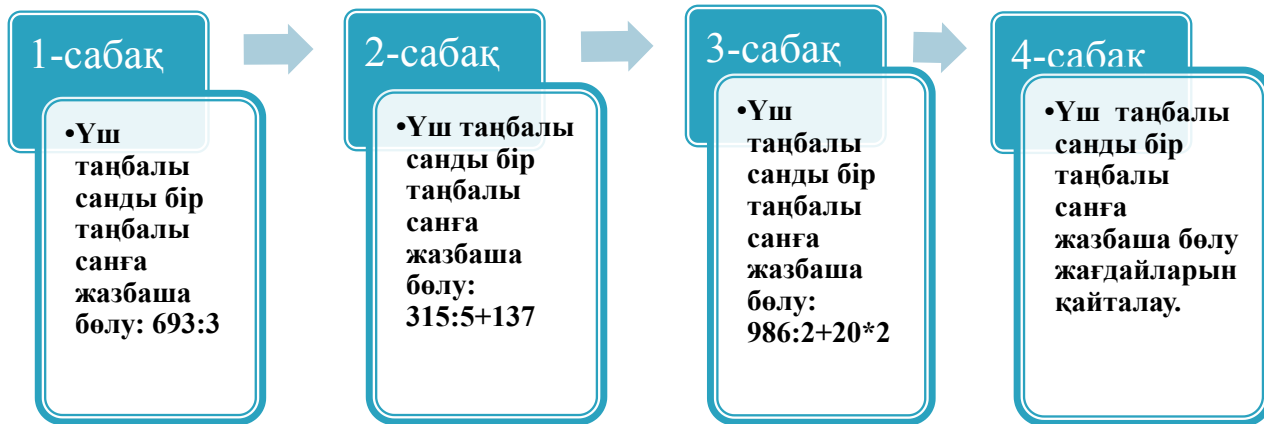 1-сабақ
•Үш
таңбалы
санды бір
таңбалы
санға
жазбаша
бөлу: 693:3
2-сабақ
•Үш таңбалы
санды бір
таңбалы
санға
жазбаша
бөлу:
315:5+137
3-сабақ
•Үш
таңбалы
санды бір
таңбалы
санға
жазбаша
бөлу:
986:2+20*2
4-сабақ
•Үш таңбалы
санды бір
таңбалы
санға
жазбаша бөлу
жағдайларын
қайталау.